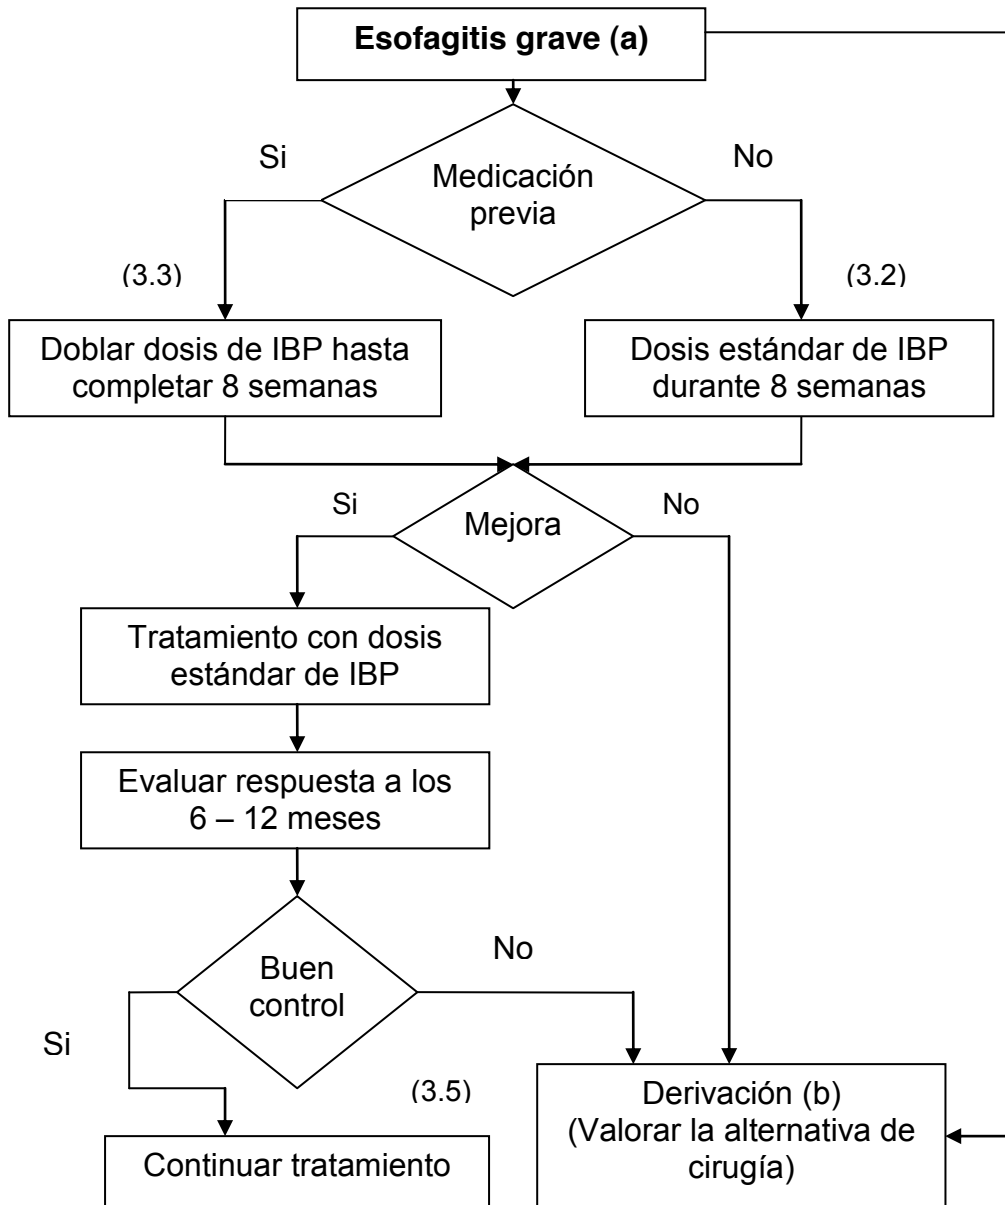 Esofagitis grave (a)
Si
No
Medicación
previa
(3.3)
(3.2)
Doblar dosis de IBP hasta
completar 8 semanas
Dosis estándar de IBP
durante 8 semanas
Si
No
Mejora
Tratamiento con dosis
estándar de IBP
Evaluar respuesta a los
6 – 12 meses
No
Buen
control
Si
(3.5)
Derivación (b)
(Valorar la alternativa de
cirugía)
Continuar tratamiento